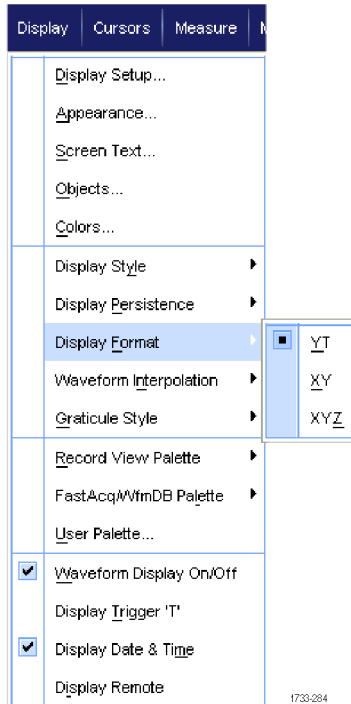 Display Cursors Measure
Display Setup...
Appearance...
Screen Text...
Objects...
Colors...
Display Style
Display Persistence
Display Format
YT
Waveform Interpolation
XY
Graticule Style
XYZ
Record View Palette
FastAcq/WfmDB Palette
User Palette...
Waveform Display On/Off
Display Trigger 'T'
Display Date & Time
Display Remote
1733-284